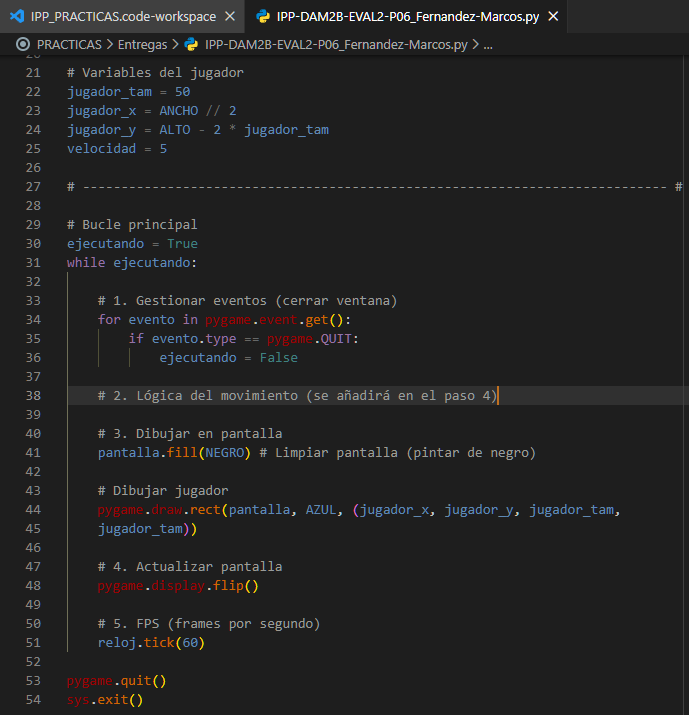 IPP_PRACTICAS.code-workspace
IPP-DAM2B-EVAL2-P06_Fernandez-Marcos.py
PRACTICAS > Entregas > IPP-DAM2B-EVAL2-P06_Fernandez-Marcos.py > ...
20
21 # Variables del jugador
22 jugador_tam = 50
23 jugador_x = ANCHO // 2
24 jugador_y = ALTO - 2 * jugador_tam
25 velocidad = 5
26
27 # ---------------------------------------------------------------------------- #
28
29 # Bucle principal
30 ejecutando = True
31 while ejecutando:
32
33     # 1. Gestionar eventos (cerrar ventana)
34     for evento in pygame.event.get():
35         if evento.type == pygame.QUIT:
36             ejecutando = False
37
38     # 2. Lógica del movimiento (se añadirá en el paso 4)
39
40     # 3. Dibujar en pantalla
41     pantalla.fill(NEGRO) # Limpiar pantalla (pintar de negro)
42
43     # Dibujar jugador
44     pygame.draw.rect(pantalla, AZUL, (jugador_x, jugador_y, jugador_tam,
45     jugador_tam))
46
47     # 4. Actualizar pantalla
48     pygame.display.flip()
49
50     # 5. FPS (frames por segundo)
51     reloj.tick(60)
52
53 pygame.quit()
54 sys.exit()